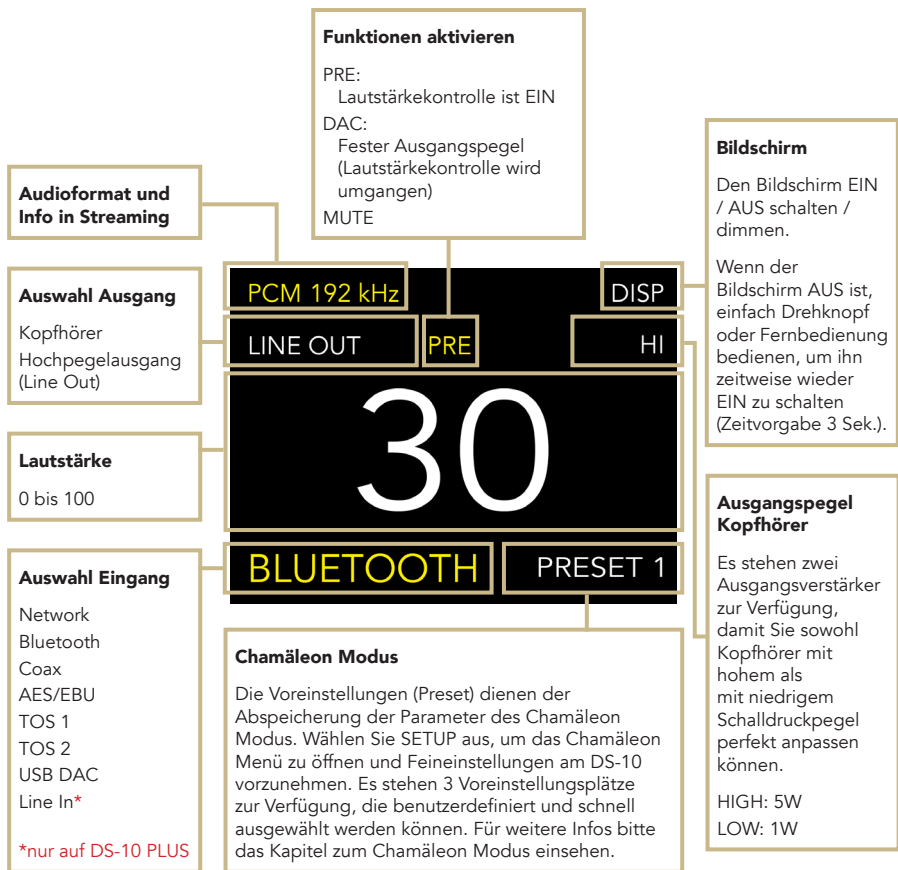 Funktionen aktivieren
PRE:
Lautstärkekontrolle ist EIN
DAC:
Fester Ausgangspegel
(Lautstärkekontrolle wird
umgangen)
MUTE
Audioformat und
Info in Streaming
Auswahl Ausgang
Kopfhörer
Hochpegelausgang
(Line Out)
Lautstärke
0 bis 100
Auswahl Eingang
Network
Bluetooth
Coax
AES/EBU
TOS 1
TOS 2
USB DAC
Line In*
*nur auf DS-10 PLUS
PCM 192 kHz
DISP
LINE OUT
PRE
HI
30
BLUETOOTH
PRESET 1
Chamäleon Modus
Die Voreinstellungen (Preset) dienen der
Abspeicherung der Parameter des Chamäleon
Modus. Wählen Sie SETUP aus, um das Chamäleon
Menü zu öffnen und Feineinstellungen am DS-10
vorzunehmen. Es stehen 3 Voreinstellungsplätze
zur Verfügung, die benutzerdefiniert und schnell
ausgewählt werden können. Für weitere Infos bitte
das Kapitel zum Chamäleon Modus einsehen.
Bildschirm
Den Bildschirm EIN
/ AUS schalten /
dimmen.
Wenn der
Bildschirm AUS ist,
einfach Drehknopf
oder Fernbedienung
bedienen, um ihn
zeitweise wieder
EIN zu schalten
(Zeitvorgabe 3 Sek.).
Ausgangspegel
Kopfhörer
Es stehen zwei
Ausgangsverstärker
zur Verfügung,
damit Sie sowohl
Kopfhörer mit
hohem als
mit niedrigem
Schalldruckpegel
perfekt anpassen
können.
HIGH: 5W
LOW: 1W